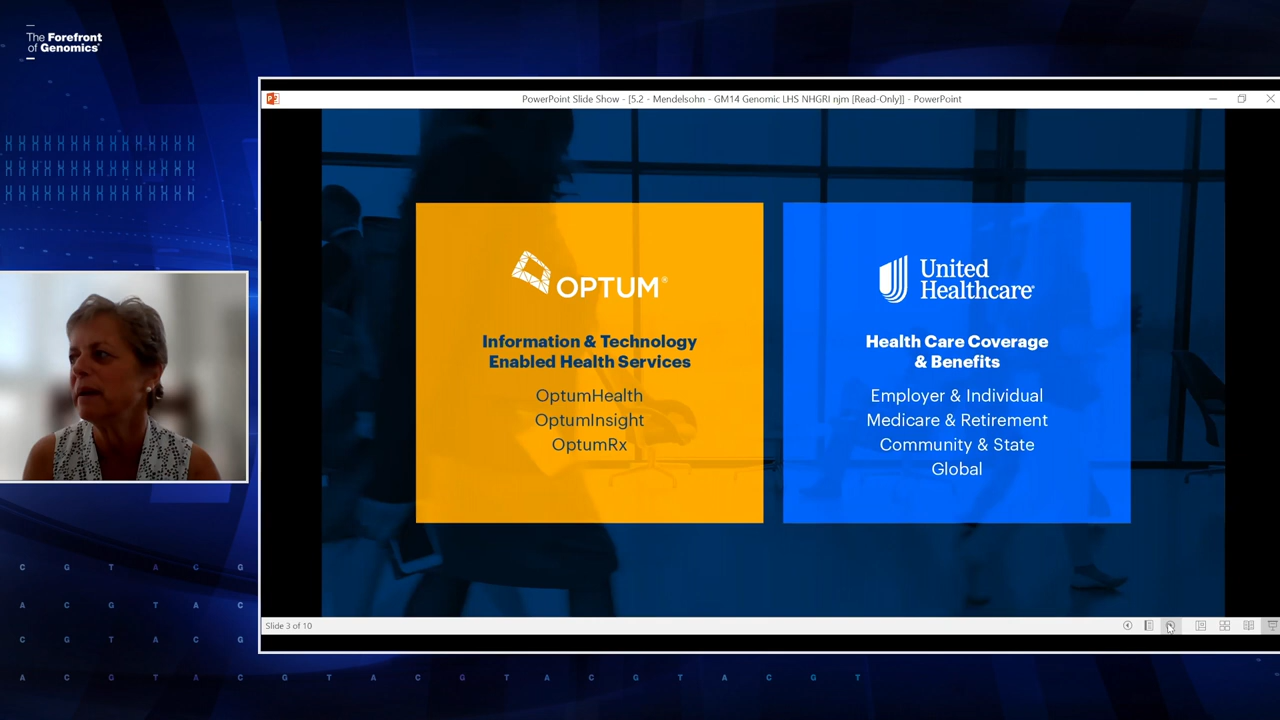 The Forefront
of Genomics®
PowerPoint Slide Show - [5.2 - Mendelsohn - GM14 Genomic LHS NHGRI njm [Read-Only]] - PowerPoint
OPTUM®
Information & Technology
Enabled Health Services
OptumHealth
OptumInsight
OptumRx
United
Healthcare®
Health Care Coverage
& Benefits
Employer & Individual
Medicare & Retirement
Community & State
Global
Slide 3 of 10
C G T A C G
A C G T A C
C G T A C G
A C G T A C G T A C G T A C G T A C G T